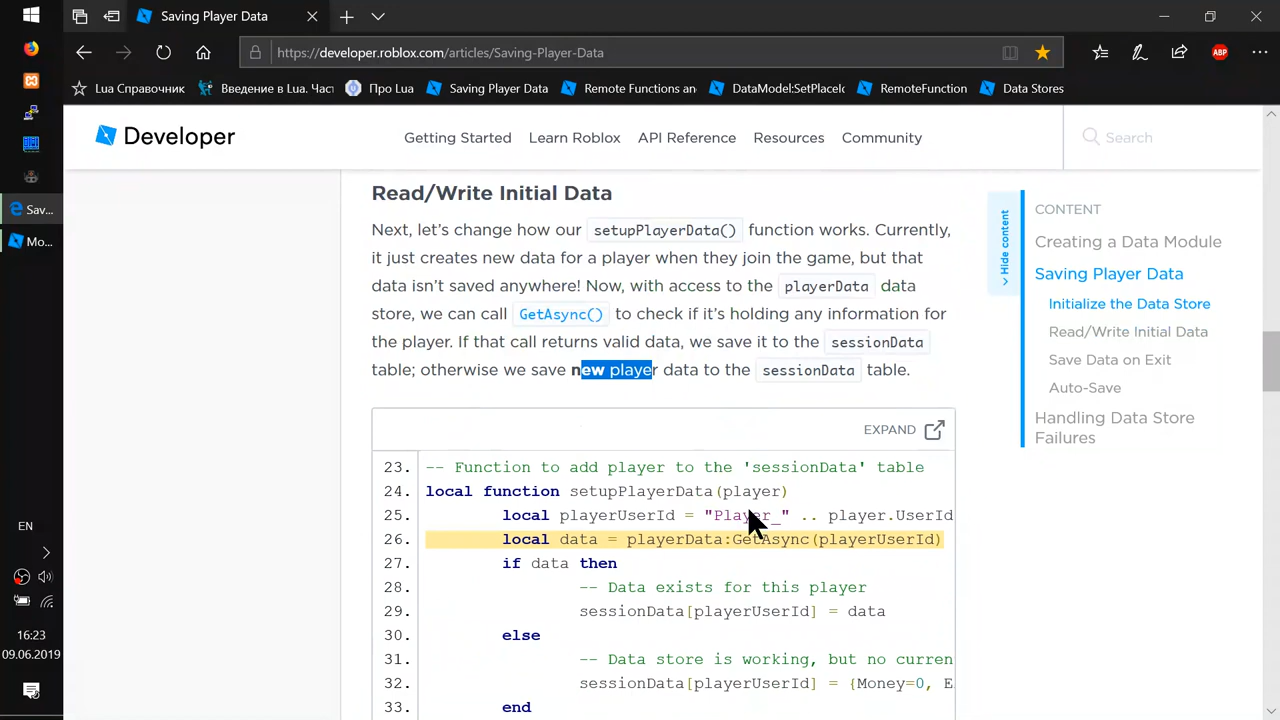 Saving Player Data
https://developer.roblox.com/articles/Saving-Player-Data
ABP
Lua Справочник
Введение в Lua. Част
Про Lua
Saving Player Data
Remote Functions an
DataModel:SetPlaceId
RemoteFunction
Data Stores
Developer
Getting Started
Learn Roblox
API Reference
Resources
Community
Search
Sav...
Mo...
EN
16:23
09.06.2019
Read/Write Initial Data
Next, let's change how our setupPlayerData() function works. Currently,
it just creates new data for a player when they join the game, but that
data isn't saved anywhere! Now, with access to the playerData data
store, we can call GetAsync() to check if it's holding any information for
the player. If that call returns valid data, we save it to the sessionData
table; otherwise we save new player data to the sessionData table.
EXPAND
23. -- Function to add player to the 'sessionData' table
24. local function setupPlayerData(player)
25. local playerUserId = "Player_" .. player.UserId
26. local data = playerData:GetAsync(playerUserId)
27. if data then
28. -- Data exists for this player
29. sessionData[playerUserId] = data
30. else
31. -- Data store is working, but no curren
32. sessionData[playerUserId] = {Money=0, E
33. end
Hide content
CONTENT
Creating a Data Module
Saving Player Data
Initialize the Data Store
Read/Write Initial Data
Save Data on Exit
Auto-Save
Handling Data Store
Failures